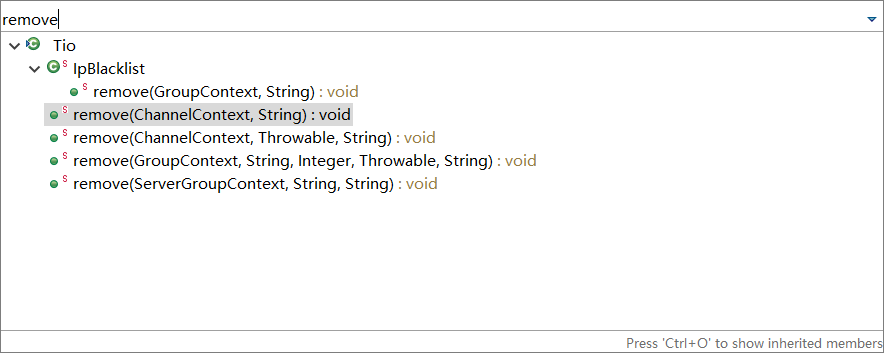 remove
Tio
S IpBlacklist
S remove(GroupContext, String) : void
S remove(ChannelContext, String) : void
S remove(ChannelContext, Throwable, String) : void
S remove(GroupContext, String, Integer, Throwable, String) : void
S remove(ServerGroupContext, String, String) : void
Press 'Ctrl+O' to show inherited members